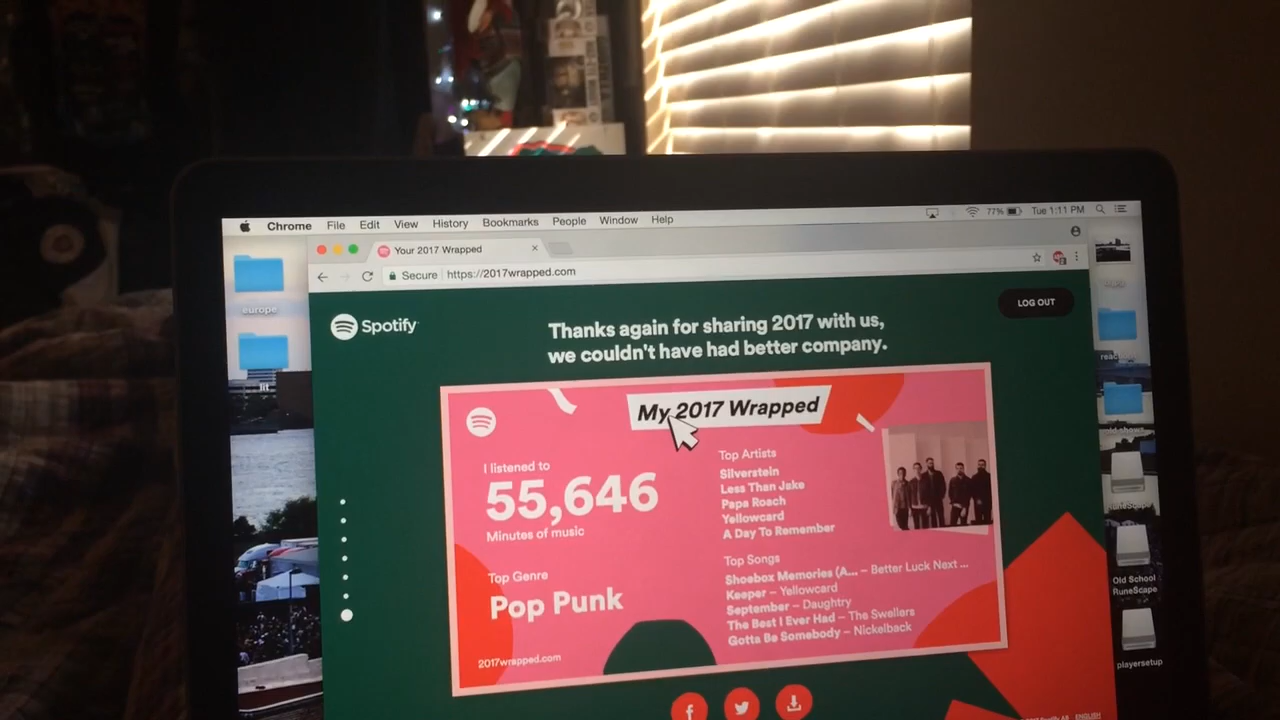 Chrome File Edit View History Bookmarks People Window Help 77% Tue 1:11 PM
Your 2017 Wrapped
Secure https://2017wrapped.com
Spotify
LOG OUT
Thanks again for sharing 2017 with us,
we couldn't have had better company.
My 2017 Wrapped
I listened to
55,646
Minutes of music
Top Genre
Pop Punk
2017wrapped.com
Top Artists
Silverstein
Less Than Jake
Papa Roach
Yellowcard
A Day To Remember
Top Songs
Shoebox Memories (A... – Better Luck Next ...
Keeper – Yellowcard
September – Daughtry
The Best I Ever Had – The Swellers
Gotta Be Somebody – Nickelback
europe
lit
Old School
RuneScape
playersetup
ENGLISH